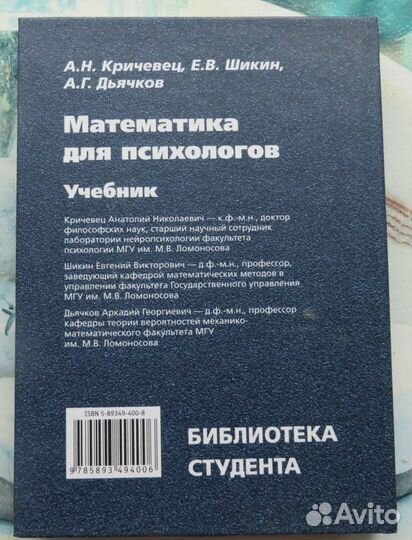 А.Н. Кричевец, Е.В. Шикин,
А.Г. Дьячков
Математика
для психологов
Учебник
Кричевец Анатолий Николаевич — к.ф.-м.н., доктор
философских наук, старший научный сотрудник
лаборатории нейропсихологии факультета
психологии МГУ им. М.В. Ломоносова
Шикин Евгений Викторович — д.ф.-м.н., профессор,
заведующий кафедрой математических методов в
управлении факультета Государственного управления
МГУ им. М.В. Ломоносова
Дьячков Аркадий Георгиевич — д.ф.-м.н., профессор
кафедры теории вероятностей механико-
математического факультета МГУ
им. М.В. Ломоносова
ISBN 5-89349-400-8
9 785893 494006
БИБЛИОТЕКА
СТУДЕНТА
Avito